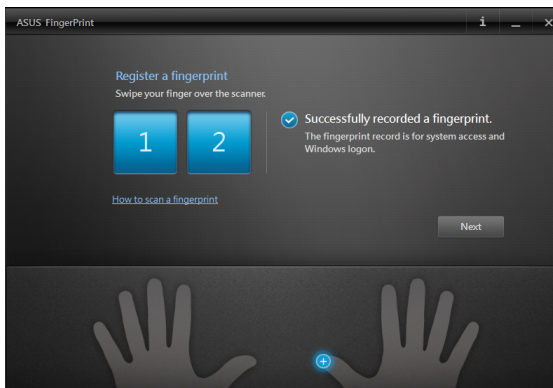 ASUS FingerPrint
Register a fingerprint
Swipe your finger over the scanner.
1 2
Successfully recorded a fingerprint.
The fingerprint record is for system access and
Windows logon.
How to scan a fingerprint
Next